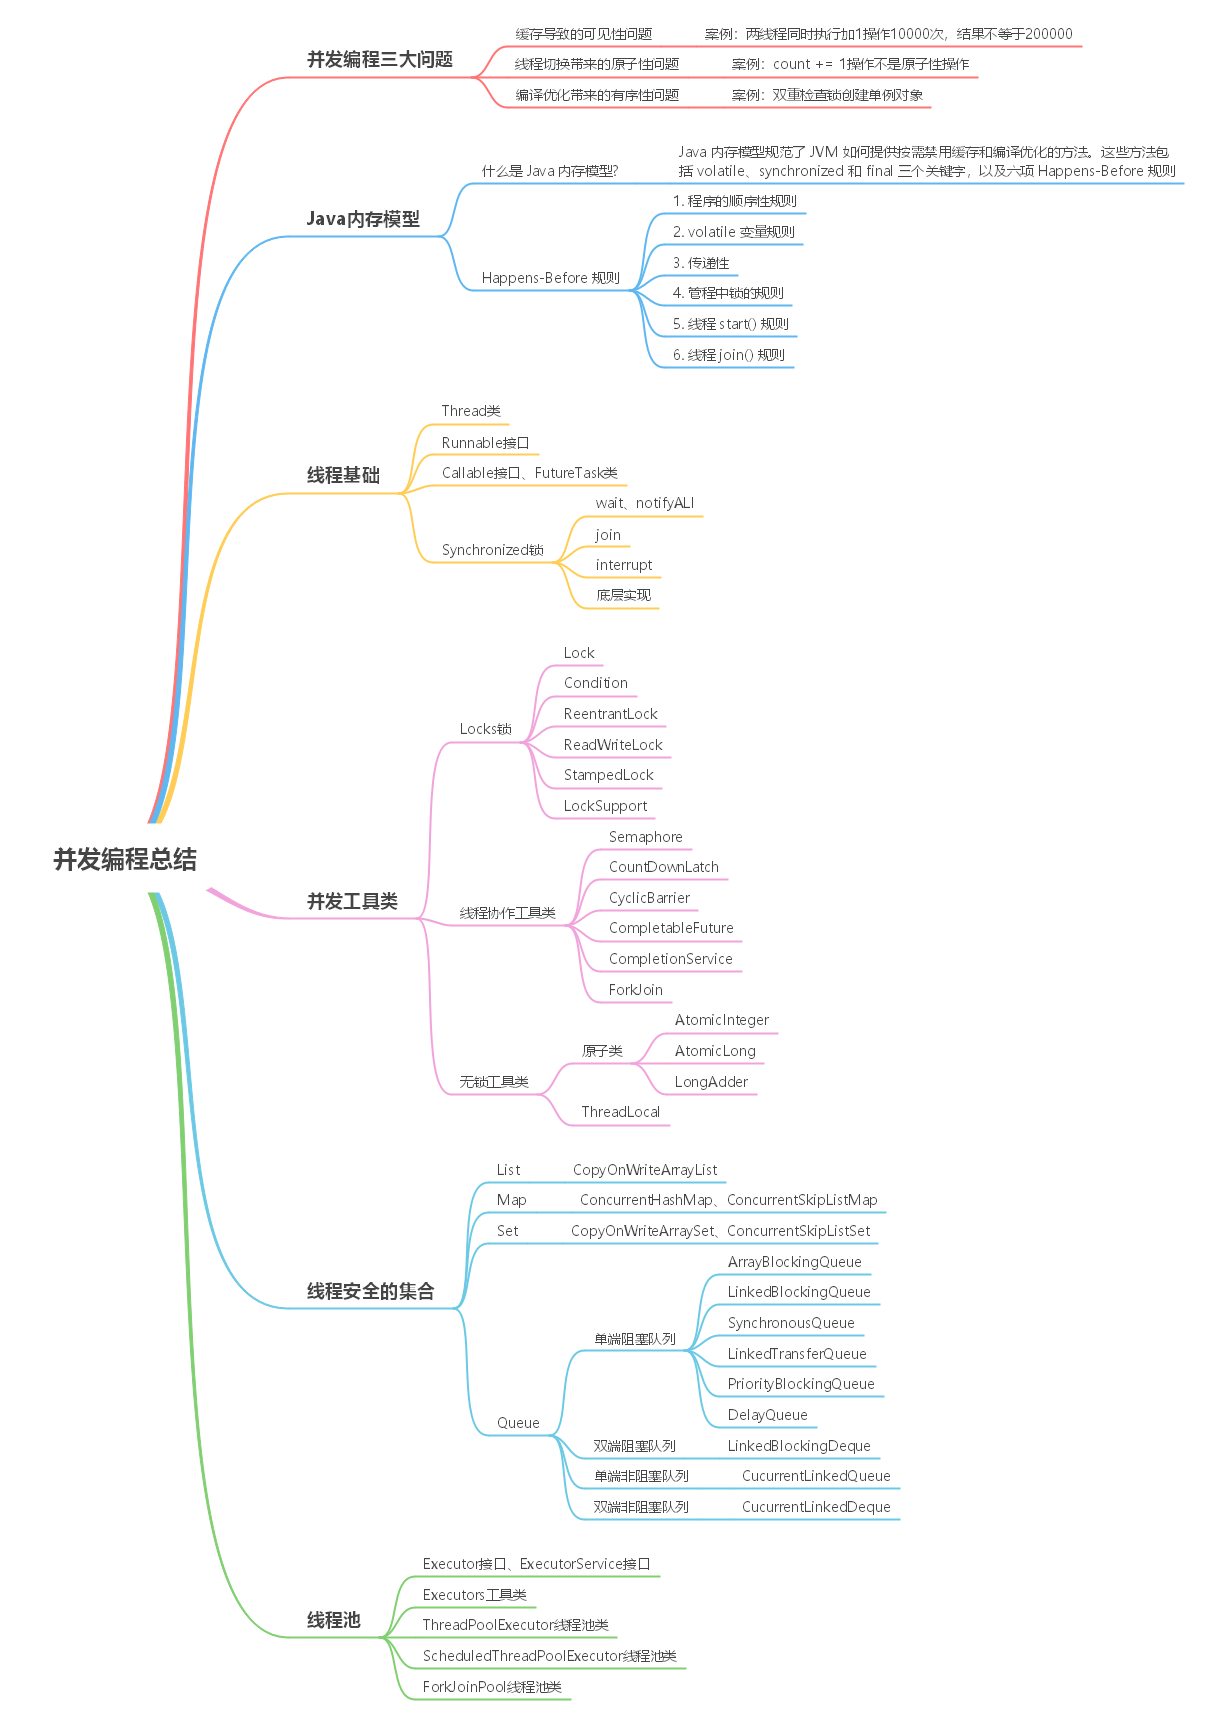 并发编程总结
并发编程三大问题
缓存导致的可见性问题
案例：两线程同时执行加1操作10000次，结果不等于200000
线程切换带来的原子性问题
案例：count += 1操作不是原子性操作
编译优化带来的有序性问题
案例：双重检查锁创建单例对象
Java内存模型
什么是 Java 内存模型?
Java 内存模型规范了 JVM 如何提供按需禁用缓存和编译优化的方法。这些方法包
括 volatile、synchronized 和 final 三个关键字，以及六项 Happens-Before 规则
Happens-Before 规则
1. 程序的顺序性规则
2. volatile 变量规则
3. 传递性
4. 管程中锁的规则
5. 线程 start() 规则
6. 线程 join() 规则
线程基础
Thread类
Runnable接口
Callable接口、FutureTask类
Synchronized锁
wait、notifyALl
join
interrupt
底层实现
并发工具类
Locks锁
Lock
Condition
ReentrantLock
ReadWriteLock
StampedLock
LockSupport
线程协作工具类
Semaphore
CountDownLatch
CyclicBarrier
CompletableFuture
CompletionService
ForkJoin
无锁工具类
原子类
AtomicInteger
AtomicLong
LongAdder
ThreadLocal
线程安全的集合
List
CopyOnWriteArrayList
Map
ConcurrentHashMap、ConcurrentSkipListMap
Set
CopyOnWriteArraySet、ConcurrentSkipListSet
Queue
单端阻塞队列
ArrayBlockingQueue
LinkedBlockingQueue
SynchronousQueue
LinkedTransferQueue
PriorityBlockingQueue
DelayQueue
双端阻塞队列
LinkedBlockingDeque
单端非阻塞队列
CucurrentLinkedQueue
双端非阻塞队列
CucurrentLinkedDeque
线程池
Executor接口、ExecutorService接口
Executors工具类
ThreadPoolExecutor线程池类
ScheduledThreadPoolExecutor线程池类
ForkJoinPool线程池类